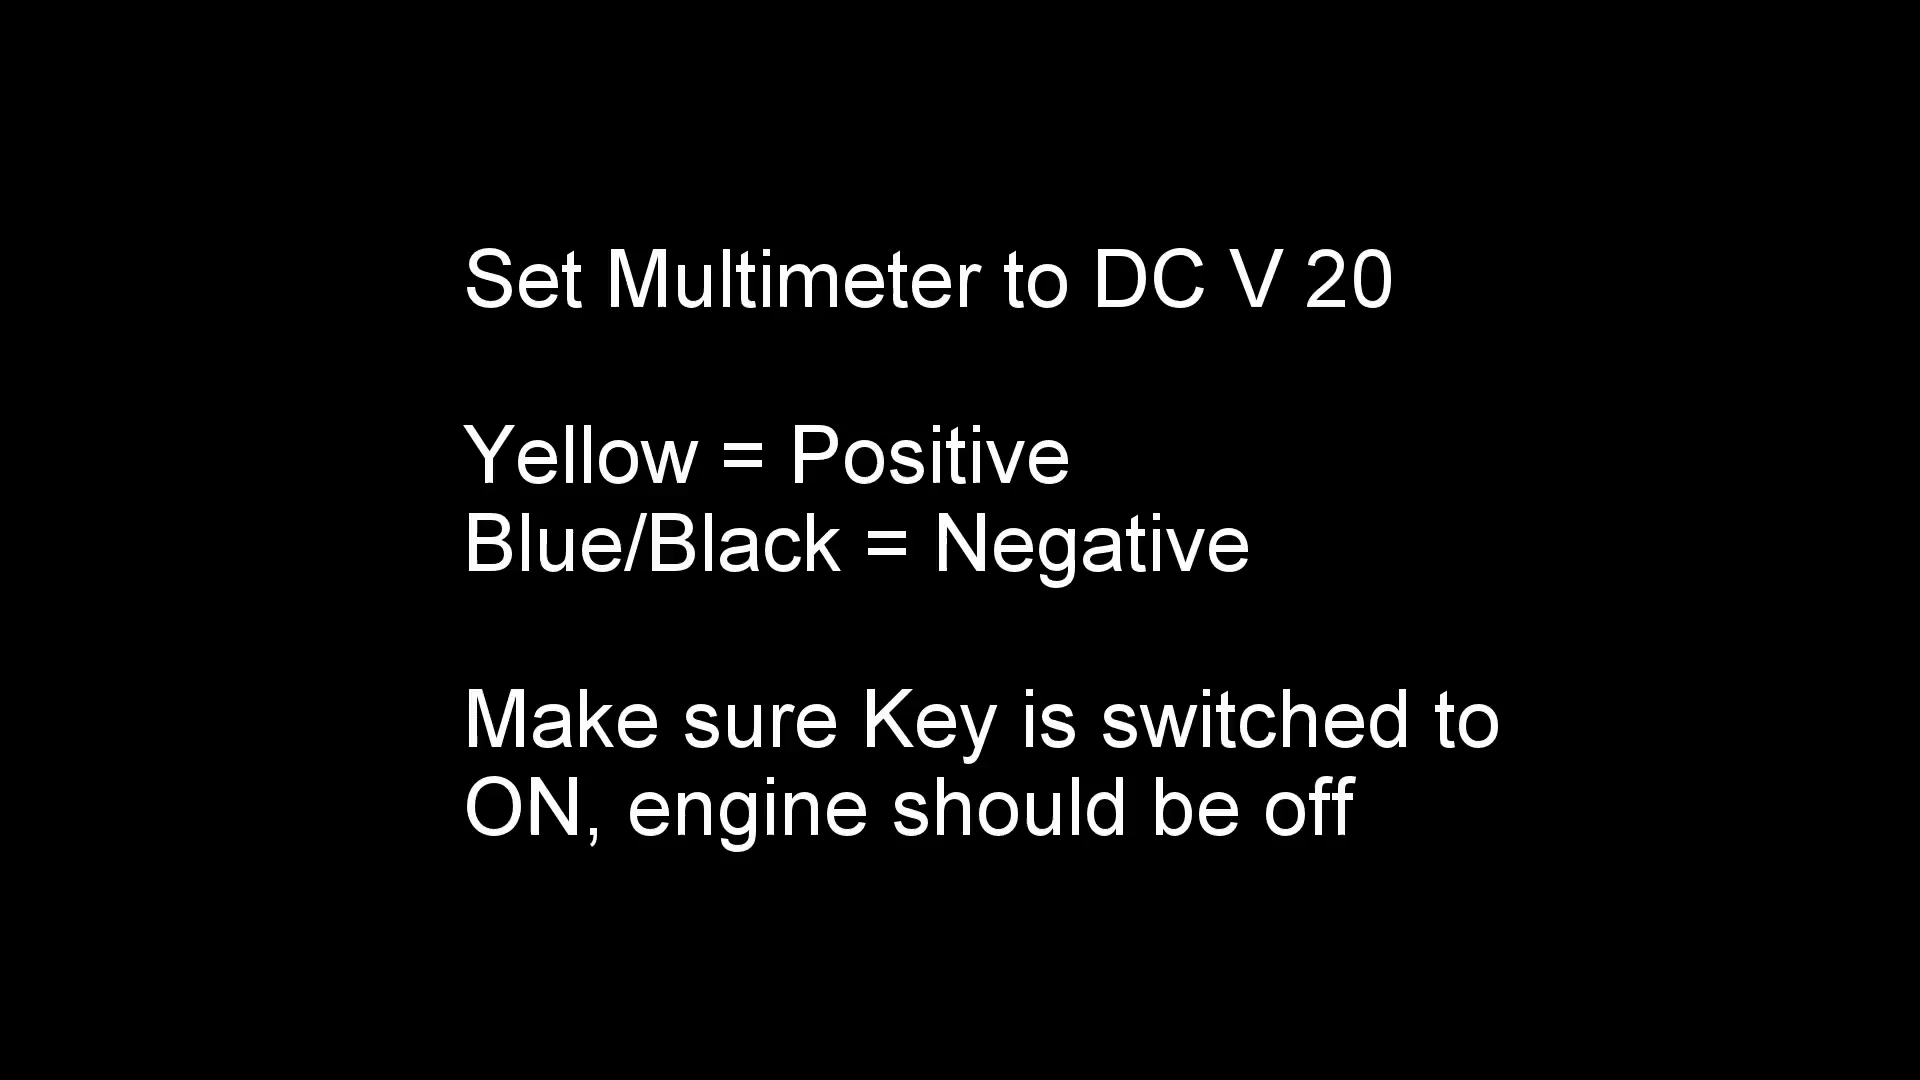 Set Multimeter to DC V 20
Yellow = Positive
Blue/Black = Negative
Make sure Key is switched to
ON, engine should be off